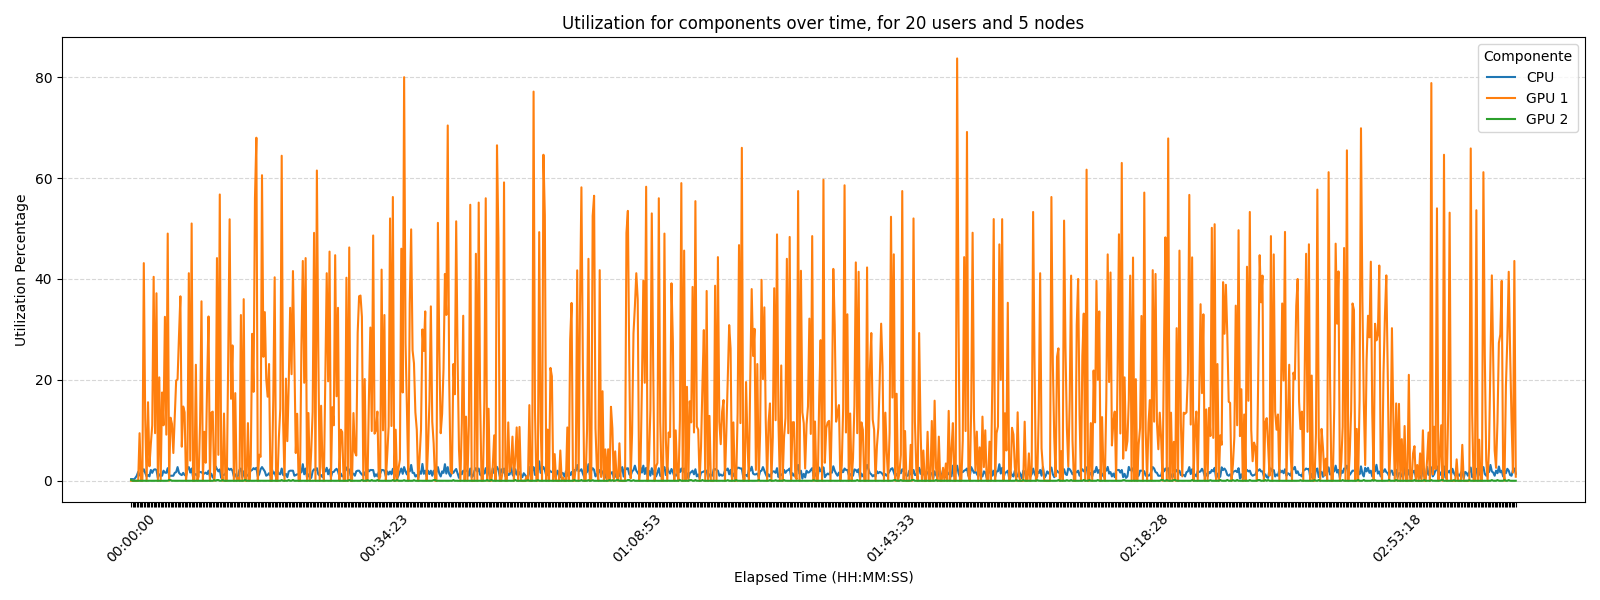 Utilization for components over time, for 20 users and 5 nodes
Utilization Percentage
80
60
40
20
0
Componente
CPU
GPU 1
GPU 2
00:00:00
00:34:23
01:08:53
01:43:33
02:18:28
02:53:18
Elapsed Time (HH:MM:SS)